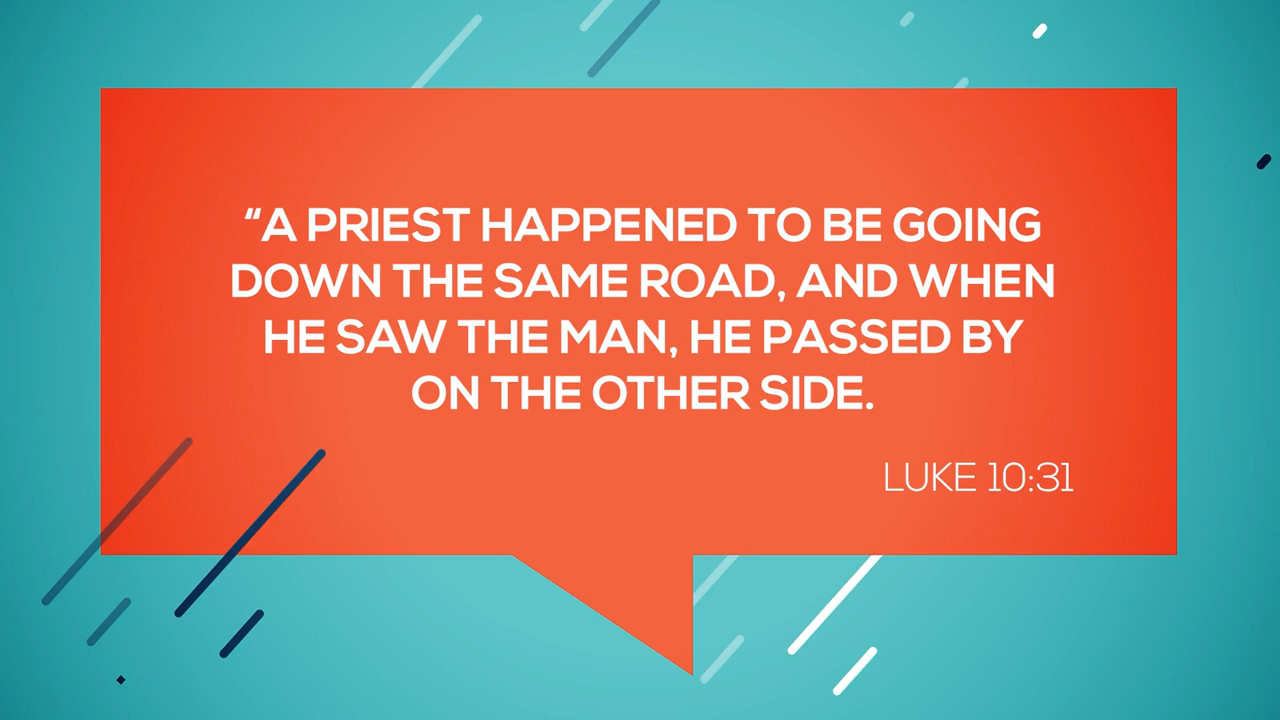 “A PRIEST HAPPENED TO BE GOING
DOWN THE SAME ROAD, AND WHEN
HE SAW THE MAN, HE PASSED BY
ON THE OTHER SIDE.
LUKE 10:31